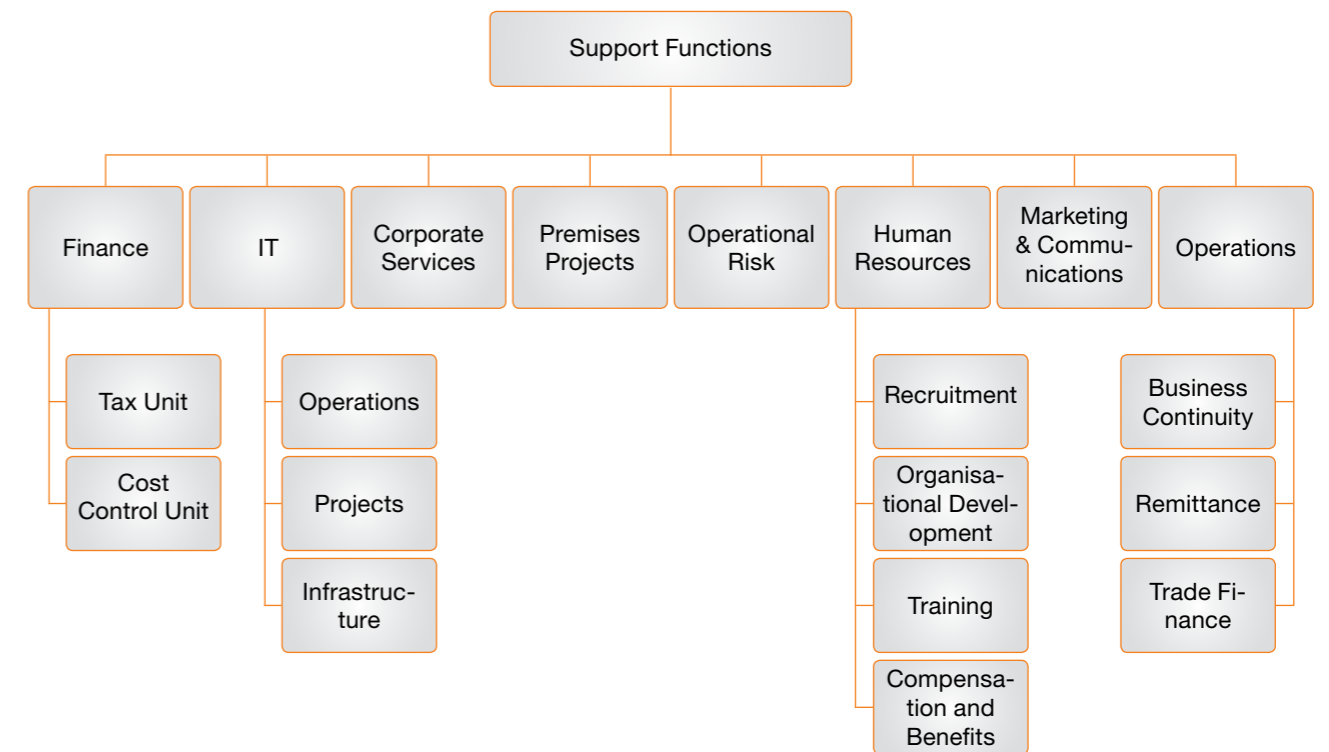 Support Functions
Finance
IT
Corporate
Services
Premises
Projects
Operational
Risk
Human
Resources
Marketing
& Commu-
nications
Operations
Tax Unit
Cost
Control Unit
Operations
Projects
Infrastruc-
ture
Recruitment
Organisa-
tional Devel-
opment
Training
Compensa-
tion and
Benefits
Business
Continuity
Remittance
Trade Fi-
nance